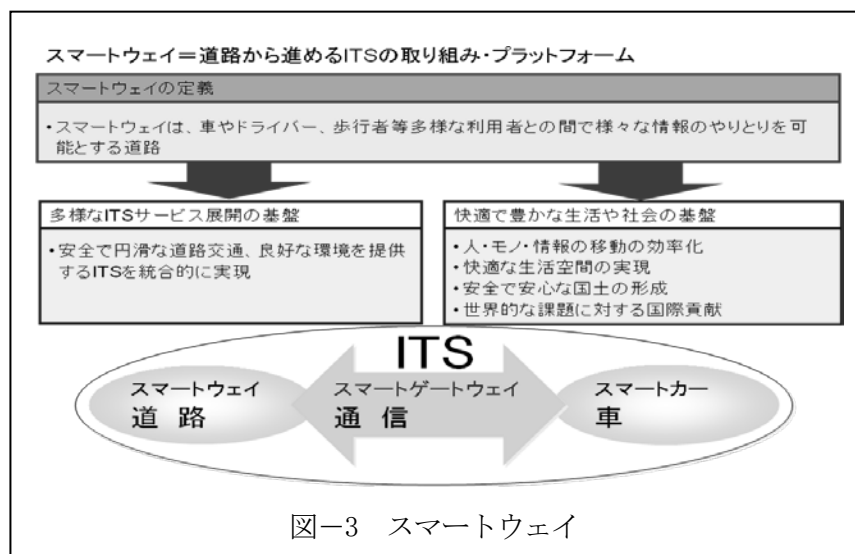 スマートウェイ=道路から進めるITSの取り組み・プラットフォーム
スマートウェイの定義
・スマートウェイは、車やドライバー、歩行者等多様な利用者との間で様々な情報のやりとりを可
能とする道路
多様なITSサービス展開の基盤
・安全で円滑な道路交通、良好な環境を提供
するITSを統合的に実現
快適で豊かな生活や社会の基盤
・人・モノ・情報の移動の効率化
・快適な生活空間の実現
・安全で安心な国土の形成
・世界的な課題に対する国際貢献
ITS
スマートウェイ
道路
スマートゲートウェイ
通信
スマートカー
車
図-3 スマートウェイ